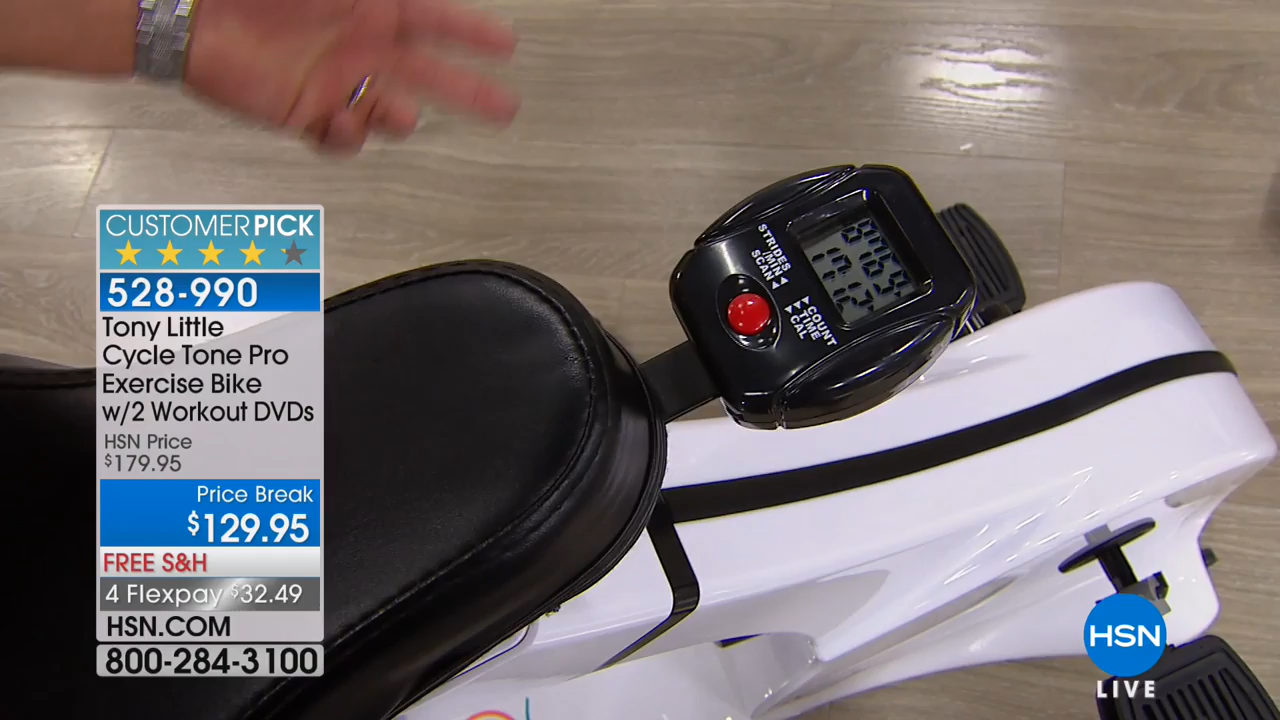 CUSTOMER PICK
528-990
Tony Little
Cycle Tone Pro
Exercise Bike
w/2 Workout DVDs
HSN Price
$179.95
Price Break
$129.95
FREE S&H
4 Flexpay $32.49
HSN.COM
800-284-3100
STRIDES
/MIN
SCAN
COUNT
TIME
CAL
HSN
LIVE